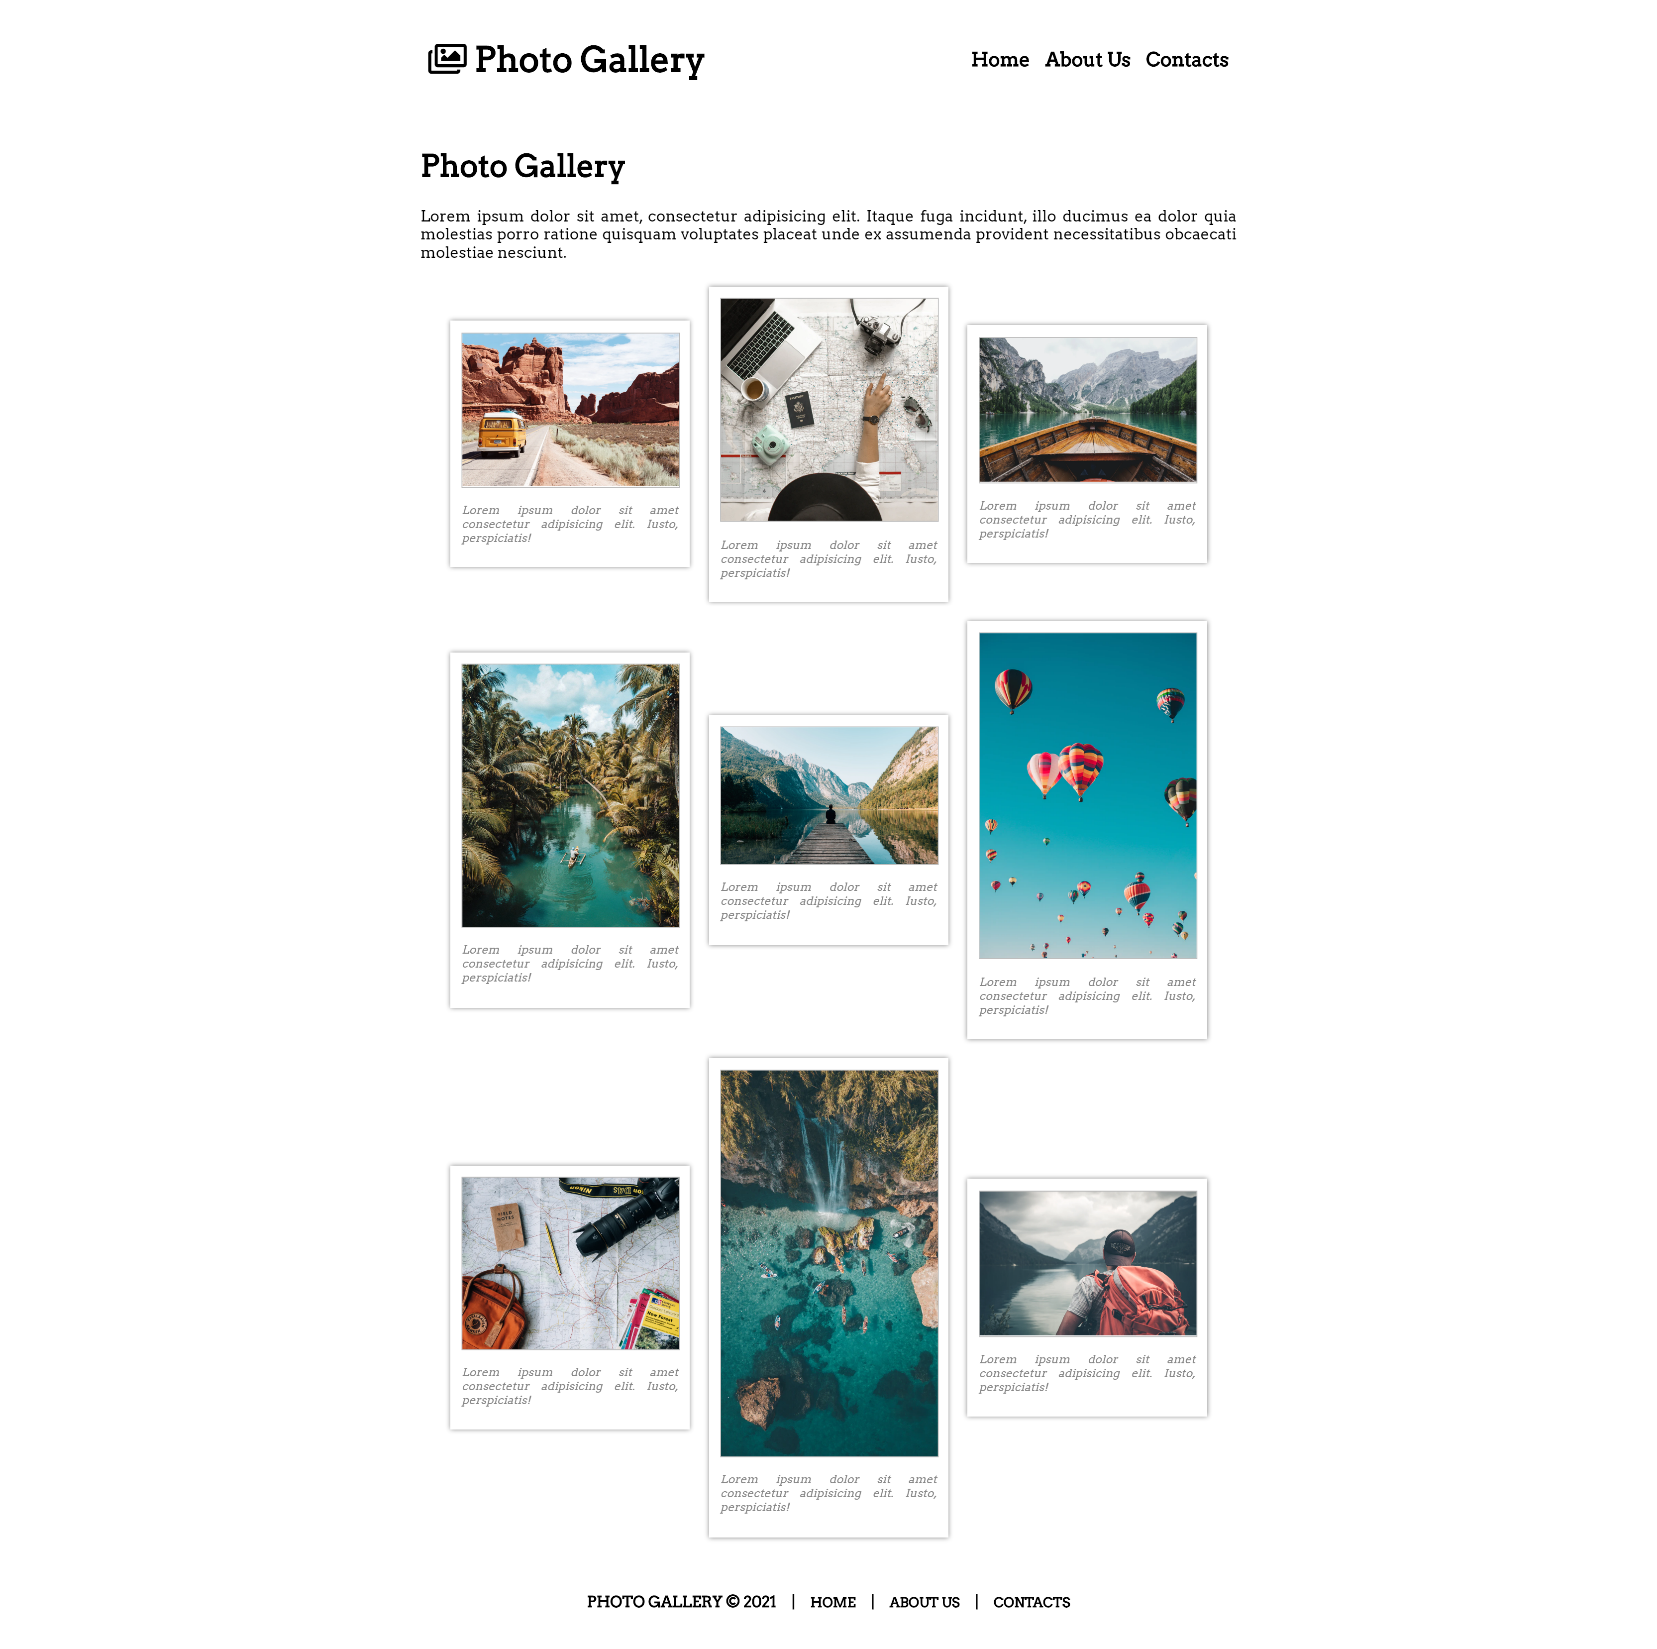 Photo Gallery
Home About Us Contacts
Photo Gallery
Lorem ipsum dolor sit amet, consectetur adipisicing elit. Itaque fuga incidunt, illo ducimus ea dolor quia
molestias porro ratione quisquam voluptates placeat unde ex assumenda provident necessitatibus obcaecati
molestiae nesciunt.
Lorem ipsum dolor sit amet
consectetur adipisicing elit. Iusto,
perspiciatis!
Lorem ipsum dolor sit amet
consectetur adipisicing elit. Iusto,
perspiciatis!
Lorem ipsum dolor sit amet
consectetur adipisicing elit. Iusto,
perspiciatis!
Lorem ipsum dolor sit amet
consectetur adipisicing elit. Iusto,
perspiciatis!
Lorem ipsum dolor sit amet
consectetur adipisicing elit. Iusto,
perspiciatis!
Lorem ipsum dolor sit amet
consectetur adipisicing elit. Iusto,
perspiciatis!
FIELD
NOTES
NIKON
New Forest
Lorem ipsum dolor sit amet
consectetur adipisicing elit. Iusto,
perspiciatis!
Lorem ipsum dolor sit amet
consectetur adipisicing elit. Iusto,
perspiciatis!
Lorem ipsum dolor sit amet
consectetur adipisicing elit. Iusto,
perspiciatis!
PHOTO GALLERY © 2021 | HOME | ABOUT US | CONTACTS